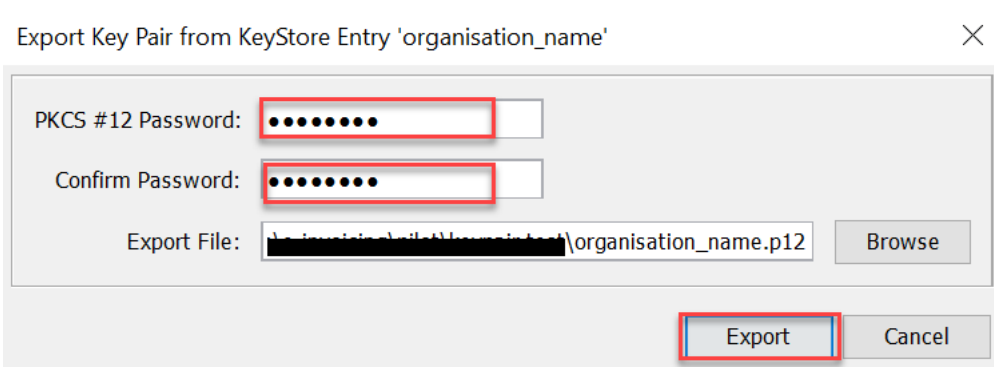 Export Key Pair from KeyStore Entry 'organisation_name'
PKCS #12 Password: ••••••••
Confirm Password: ••••••••
Export File: \organisation_name.p12 Browse
Export Cancel